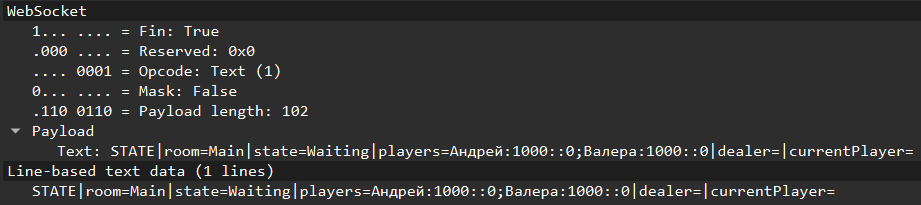 WebSocket
1... .... = Fin: True
.000 .... = Reserved: 0x0
.... 0001 = Opcode: Text (1)
0... .... = Mask: False
.110 0110 = Payload length: 102
Payload
Text: STATE|room=Main|state=Waiting|players=Андрей:1000::0;Валера:1000::0|dealer=|currentPlayer=
Line-based text data (1 lines)
STATE|room=Main|state=Waiting|players=Андрей:1000::0;Валера:1000::0|dealer=|currentPlayer=